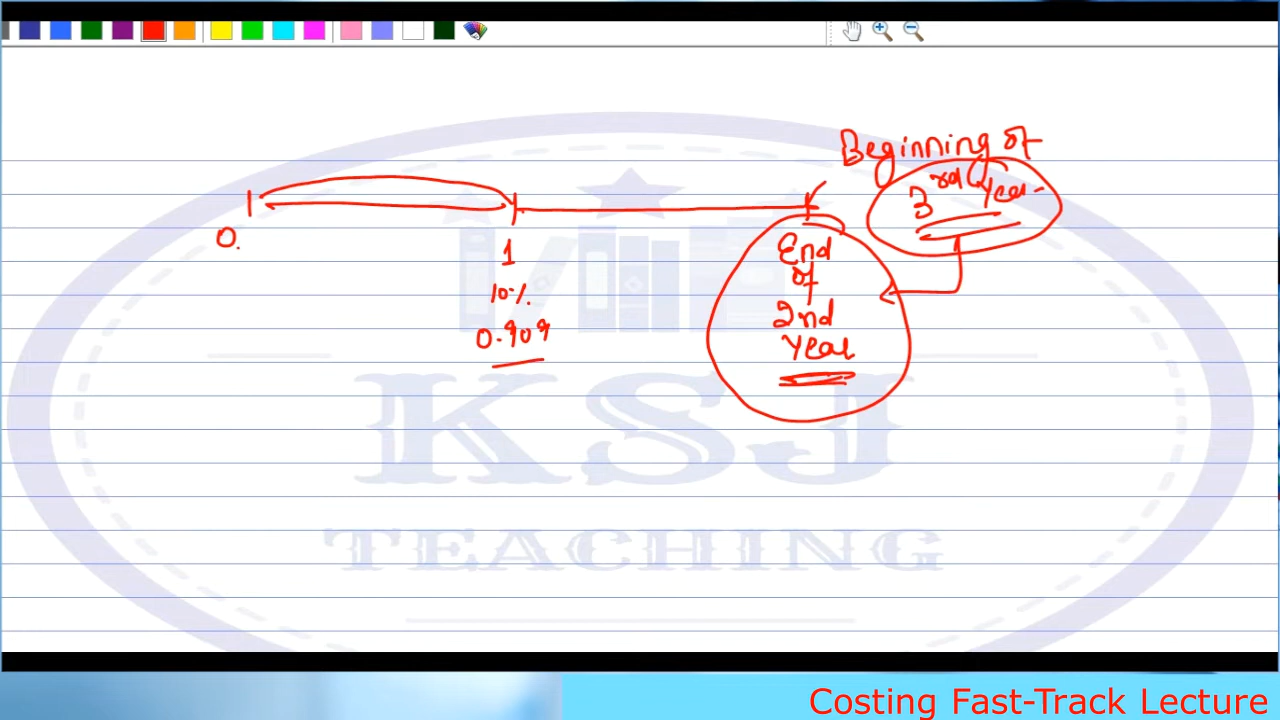 Beginning of
3rd Year
0.
1
10%
0.909
End
of
2nd
Year
KSJ
TEACHING
Costing Fast-Track Lecture